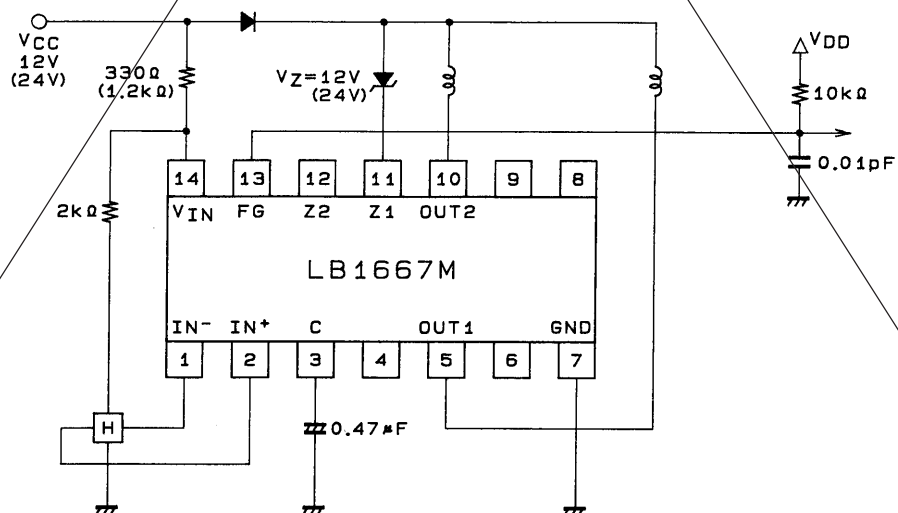 VCC
12V
(24V)
330Ω
(1.2kΩ)
VZ=12V
(24V)
VDD
10kΩ
0.01pF
2kΩ
14 13 12 11 10 9 8
VIN FG Z2 Z1 OUT2
LB1667M
IN- IN+ C OUT1 GND
1 2 3 4 5 6 7
H
0.47μF